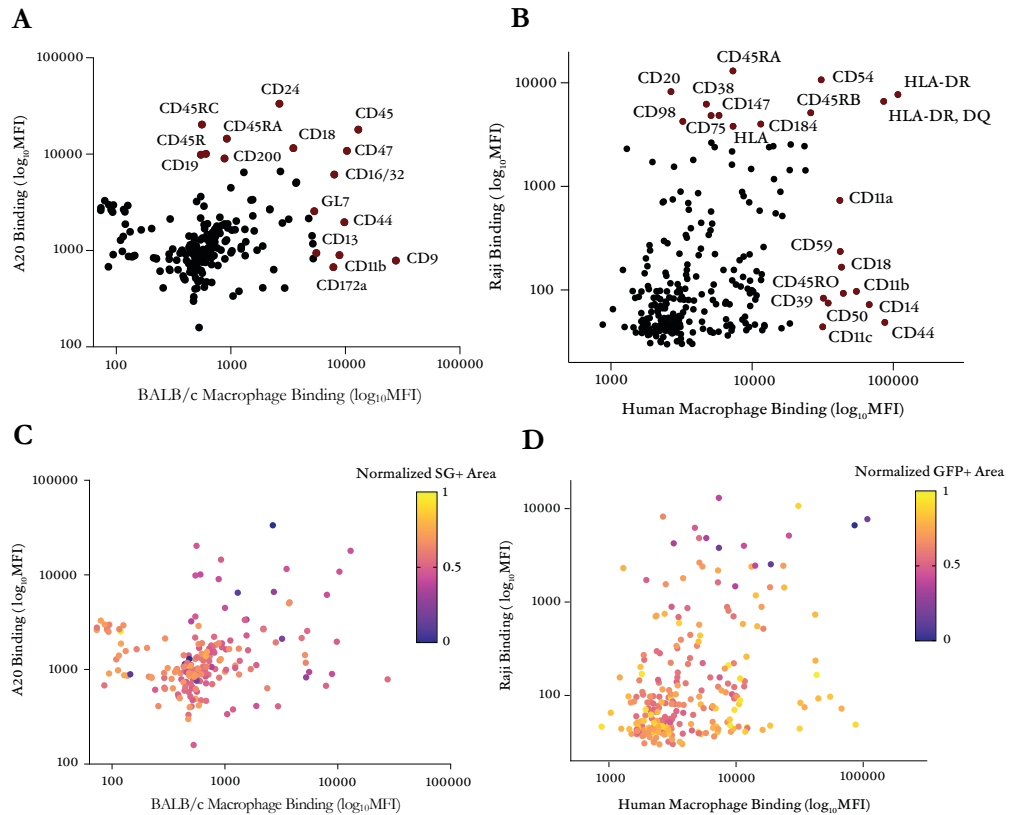 A
100000
10000
1000
100
A20 Binding ( log₁₀MFI)
CD24
CD45RC
CD45
CD45RA
CD18
CD45R
CD47
CD19
CD200
CD16/32
GL7
CD44
CD13
CD9
CD11b
CD172a
100
1000
10000
100000
BALB/c Macrophage Binding (log₁₀MFI)
B
10000
1000
100
Raji Binding ( log₁₀MFI)
CD45RA
CD20
CD38
CD54
HLA-DR
CD98
CD147
CD45RB
CD75
HLA
CD184
HLA-DR, DQ
CD11a
CD59
CD18
CD45RO
CD11b
CD39
CD50
CD14
CD11c
CD44
1000
10000
100000
Human Macrophage Binding (log₁₀MFI)
C
Normalized SG+ Area
1
0.5
0
100000
10000
1000
100
A20 Binding ( log₁₀MFI)
100
1000
10000
100000
BALB/c Macrophage Binding (log₁₀MFI)
D
Normalized GFP+ Area
1
0.5
0
10000
1000
100
Raji Binding ( log₁₀MFI)
1000
10000
100000
Human Macrophage Binding (log₁₀MFI)